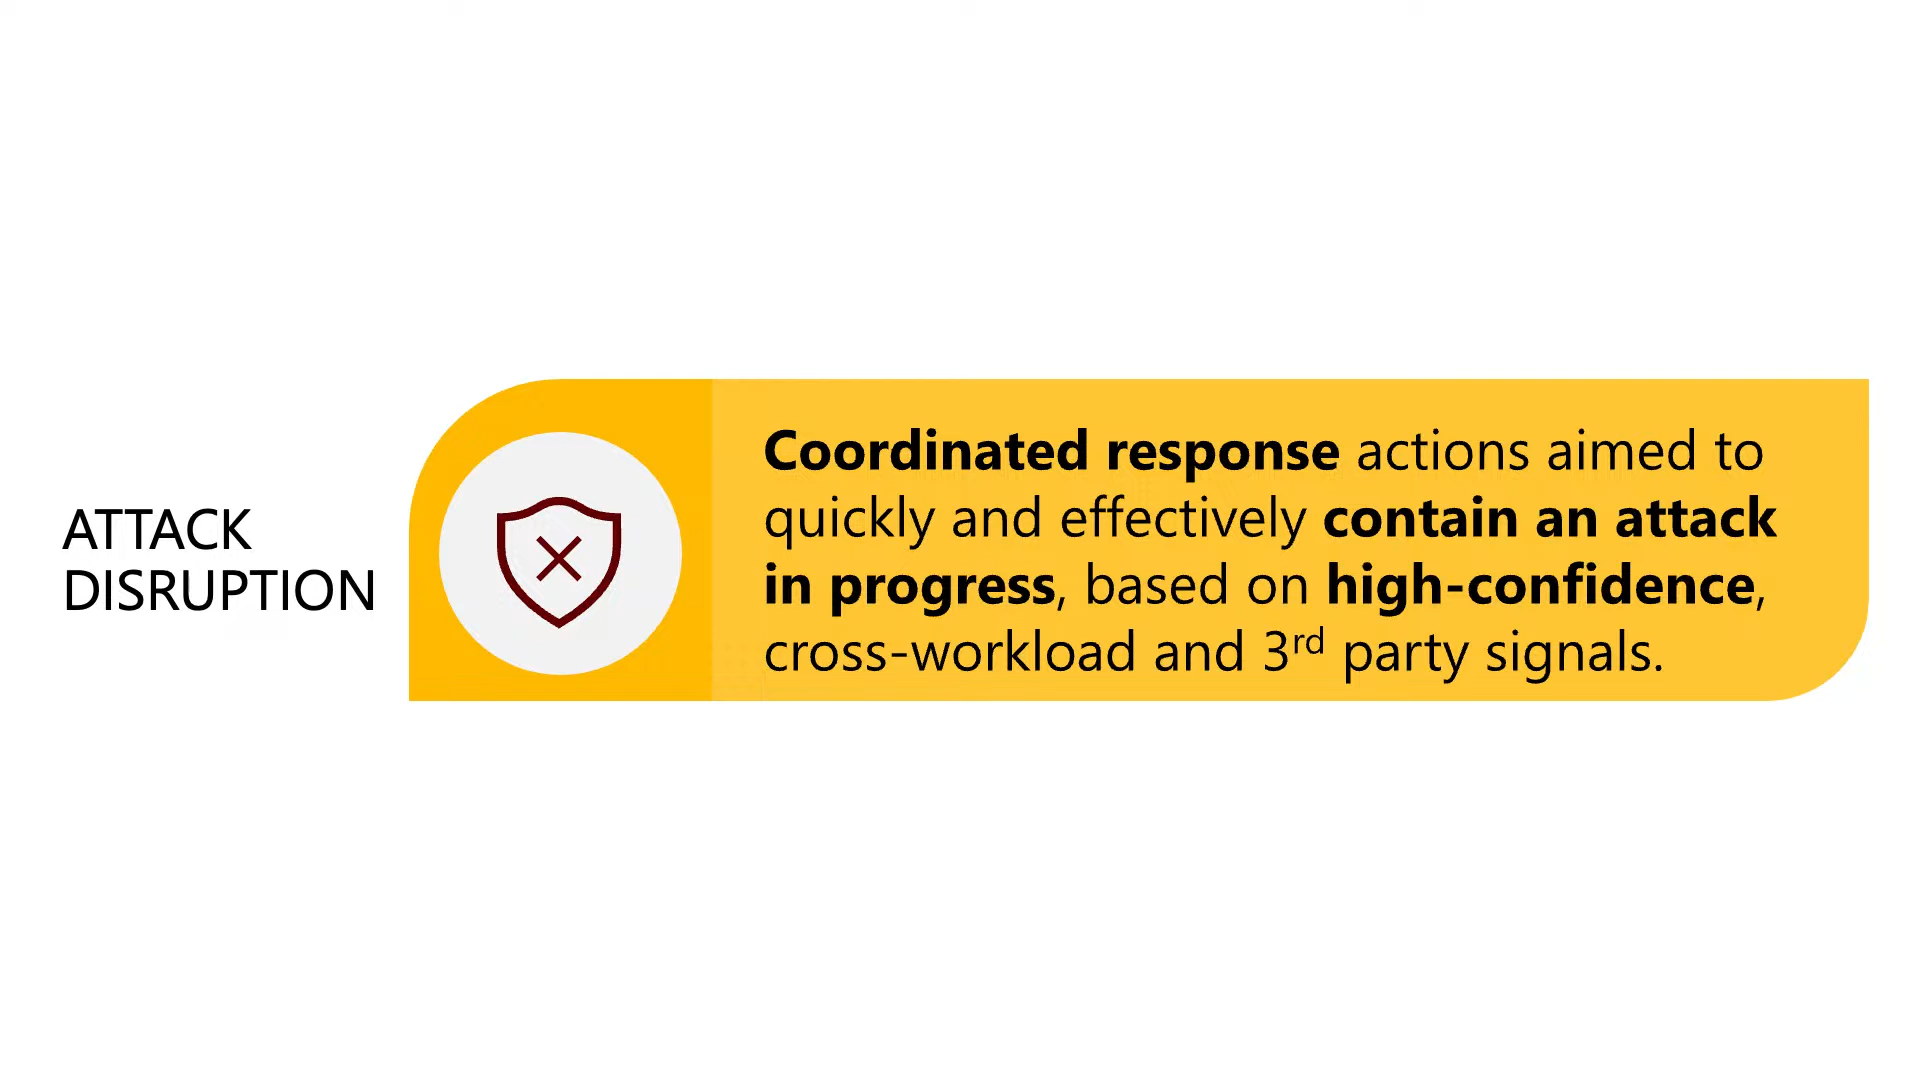 ATTACK
DISRUPTION
Coordinated response actions aimed to
quickly and effectively contain an attack
in progress, based on high-confidence,
cross-workload and 3rd party signals.